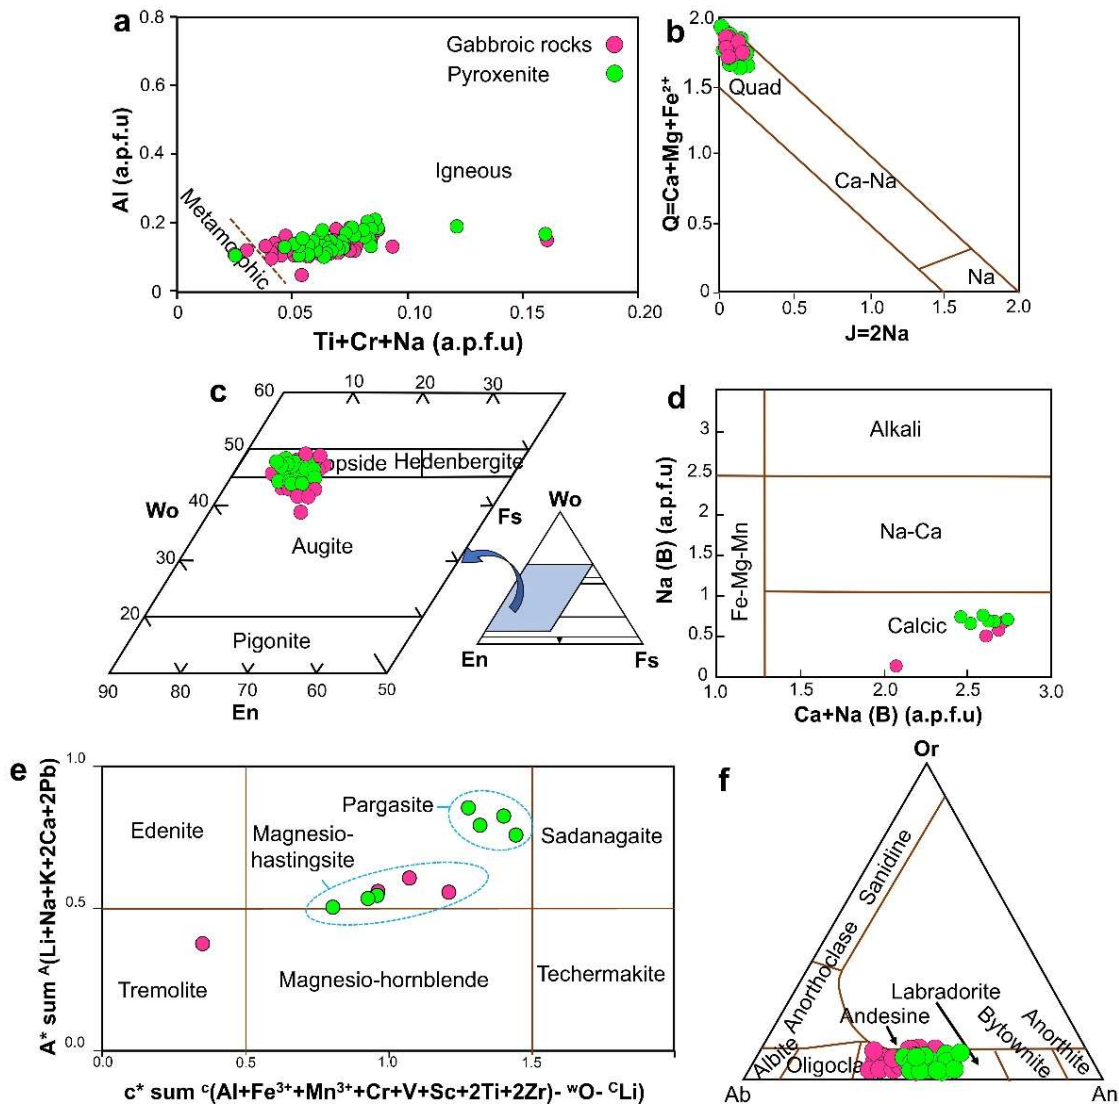 a
0.8
0.6
0.4
0.2
0
Al (a.p.f.u)
Gabbroic rocks
Pyroxenite
Igneous
Metamorphic
0
0.05
0.10
0.15
0.20
Ti+Cr+Na (a.p.f.u)
b
2.0
1.5
1.0
0.5
0
Q=Ca+Mg+Fe²⁺
Quad
Ca-Na
Na
0
0.5
1.0
1.5
2.0
J=2Na
c
60
10
20
30
50
opside
Hedenbergite
Wo
40
Fs
Augite
30
20
Pigonite
90
80
70
60
50
En
Wo
En
Fs
d
3
2.5
2
1.5
1
0.5
0
Na (B) (a.p.f.u)
Fe-Mg-Mn
Alkali
Na-Ca
Calcic
1.0
1.5
2.0
2.5
3.0
Ca+Na (B) (a.p.f.u)
e
1.0
0.5
0.0
A* sum ᴬ(Li+Na+K+2Ca+2Pb)
Edenite
Pargasite
Magnesio-
hastingsite
Sadanagaite
Tremolite
Magnesio-hornblende
Techermakite
0.0
0.5
1.0
1.5
c* sum ᶜ(Al+Fe³⁺+Mn³⁺+Cr+V+Sc+2Ti+2Zr)- ʷO- ᶜLi)
f
Or
Sanidine
Anorthoclase
Labradorite
Andesine
Bytownite
Anorthite
Albite
Oligocla
Ab
An